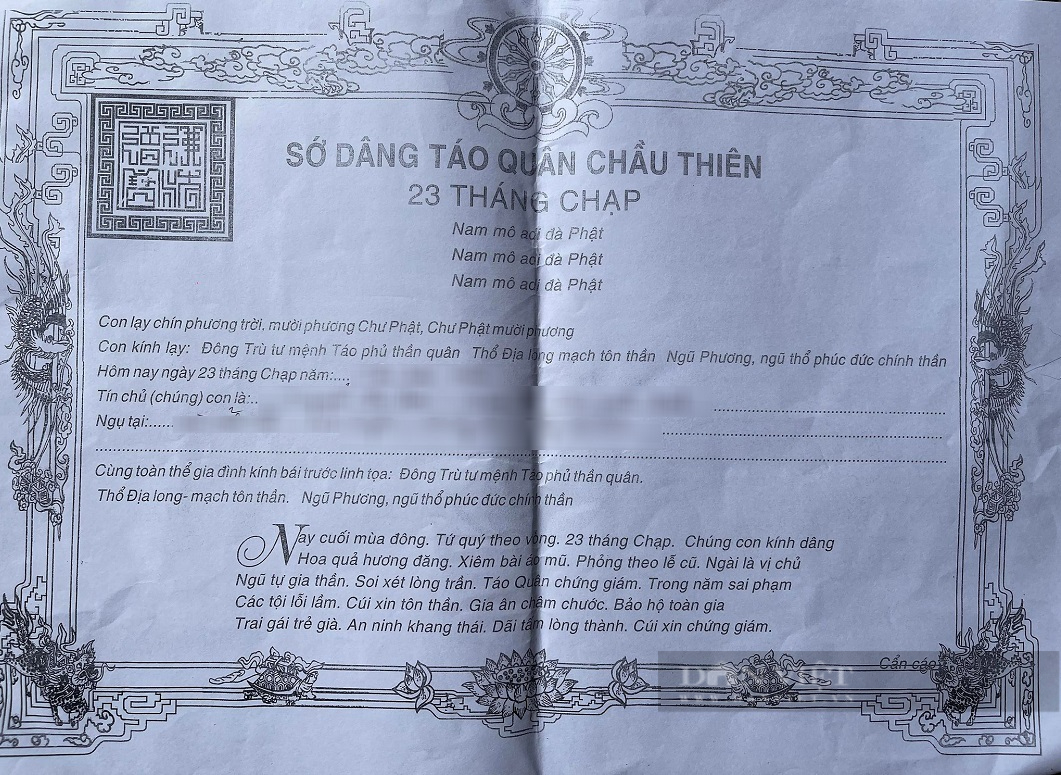 SỚ DÂNG TÁO QUÂN CHẦU THIÊN
23 THÁNG CHẠP
Nam mô adi đà Phật
Nam mô adi đà Phật
Nam mô adi đà Phật
Con lạy chín phương trời, mười phương Chư Phật, Chư Phật mười phương
Con kính lạy: Đông Trù tư mệnh Táo phủ thần quân Thổ Địa long mạch tôn thần Ngũ Phương, ngũ thổ phúc đức chính thần
Hôm nay ngày 23 tháng Chạp năm:....
Tín chủ (chúng) con là:..
Ngụ tại:......
Cùng toàn thể gia đình kính bái trước linh tọa: Đông Trù tư mệnh Táo phủ thần quân.
Thổ Địa long- mạch tôn thần. Ngũ Phương, ngũ thổ phúc đức chính thần
Nay cuối mùa đông. Tứ quý theo vòng. 23 tháng Chạp. Chúng con kính dâng
Hoa quả hương đăng. Xiêm bài áo mũ. Phỏng theo lễ cũ. Ngài là vị chủ
Ngũ tự gia thần. Soi xét lòng trần. Táo Quân chứng giám. Trong năm sai phạm
Các tội lỗi lầm. Cúi xin tôn thần. Gia ân châm chước. Bảo hộ toàn gia
Trai gái trẻ già. An ninh khang thái. Dãi tấm lòng thành. Cúi xin chứng giám.
Cẩn cáo
DÂN VIỆT